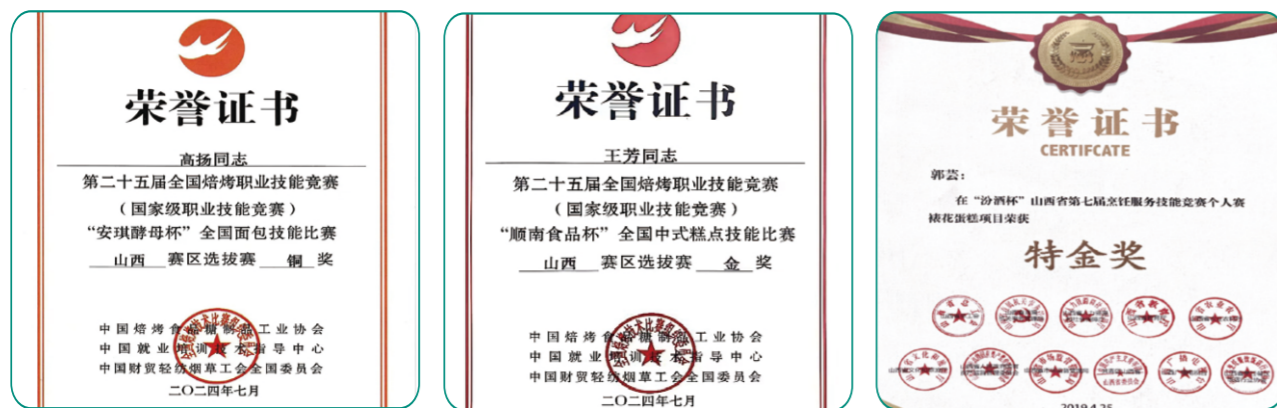 荣誉证书
高扬同志
第二十五届全国焙烤职业技能竞赛
（国家级职业技能竞赛）
“安琪酵母杯”全国面包技能比赛
山西 赛区选拔赛 铜 奖
中国焙烤食品糖制品工业协会
中国就业培训技术指导中心
中国财贸轻纺烟草工会全国委员会
二〇二四年七月
荣誉证书
王芳同志
第二十五届全国焙烤职业技能竞赛
（国家级职业技能竞赛）
“顺南食品杯”全国中式糕点技能比赛
山西 赛区选拔赛 金 奖
中国焙烤食品糖制品工业协会
中国就业培训技术指导中心
中国财贸轻纺烟草工会全国委员会
二〇二四年七月
荣誉证书
CERTIFCATE
郭芸：
在“汾酒杯”山西省第七届烹饪服务技能竞赛个人赛
裱花蛋糕项目荣获
特金奖
2019.4.25